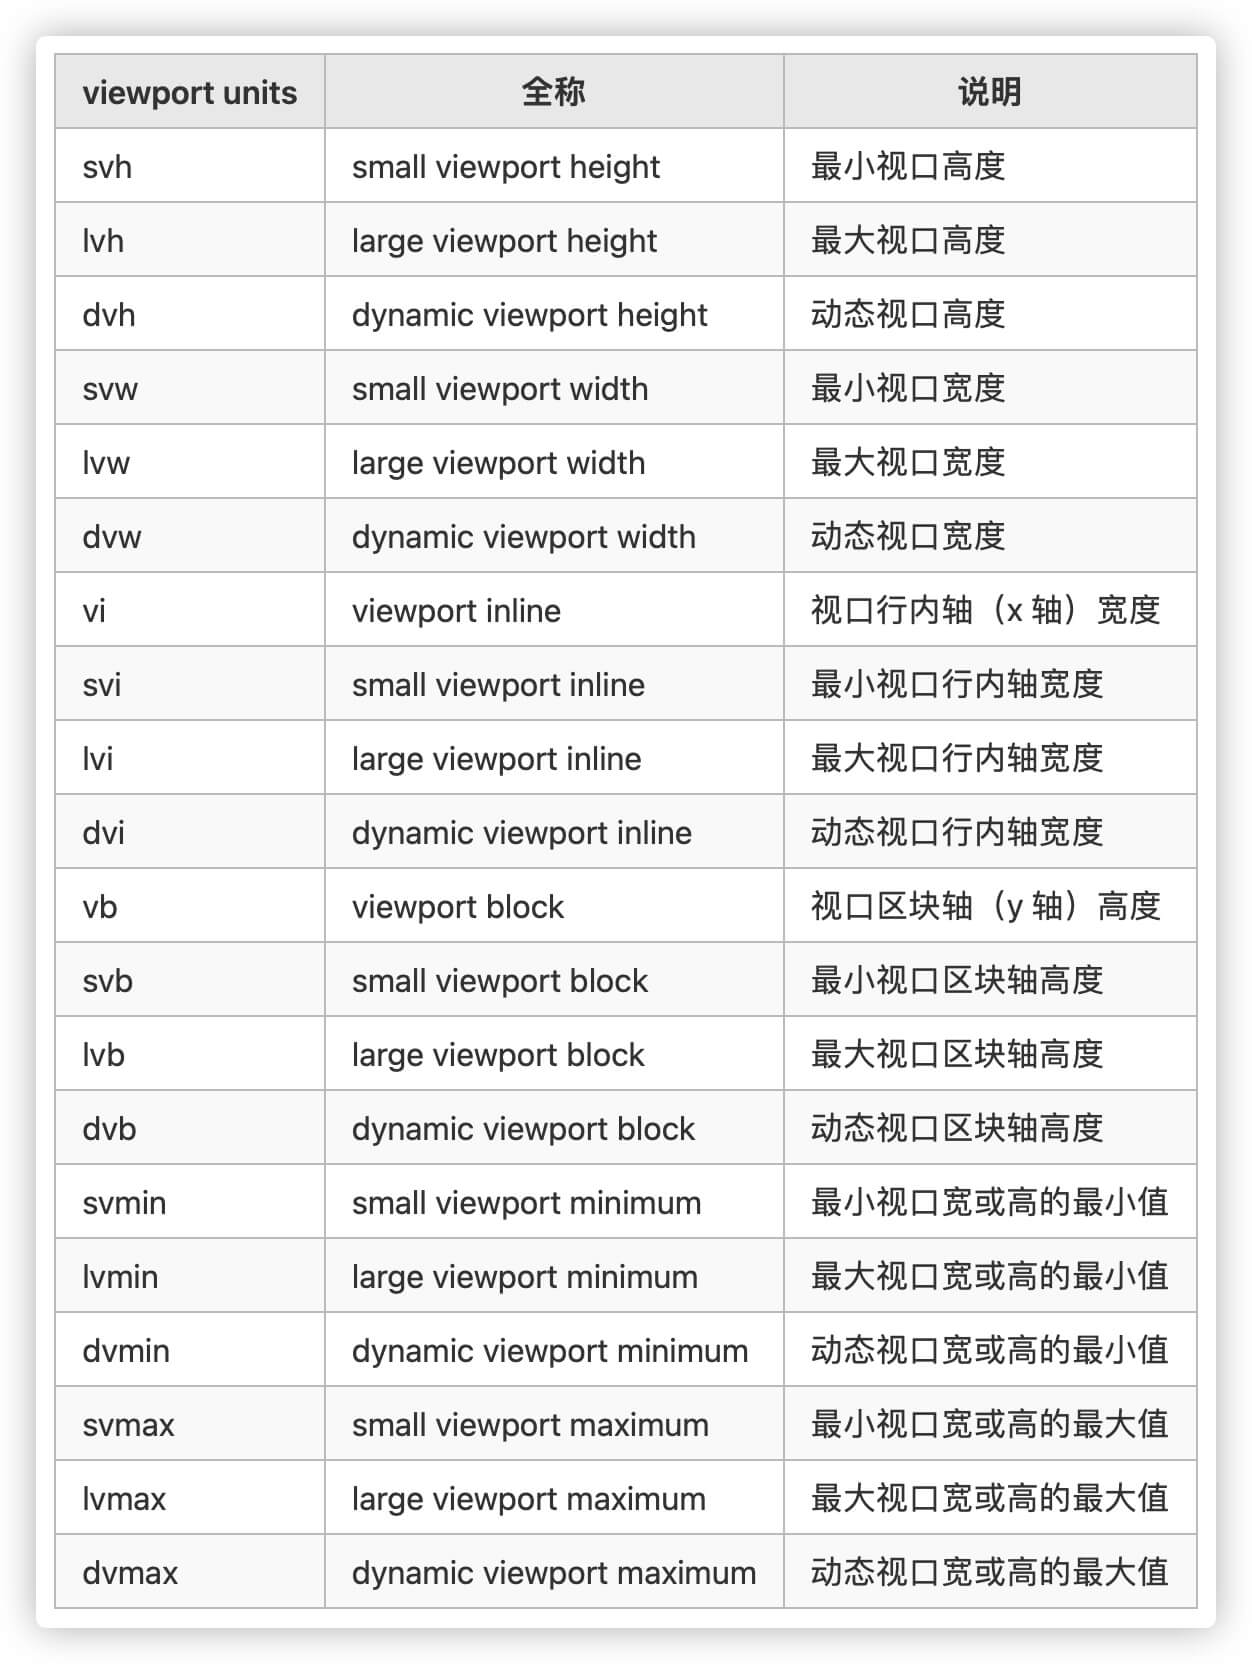 viewport units 全称 说明
svh small viewport height 最小视口高度
lvh large viewport height 最大视口高度
dvh dynamic viewport height 动态视口高度
svw small viewport width 最小视口宽度
lvw large viewport width 最大视口宽度
dvw dynamic viewport width 动态视口宽度
vi viewport inline 视口行内轴（x 轴）宽度
svi small viewport inline 最小视口行内轴宽度
lvi large viewport inline 最大视口行内轴宽度
dvi dynamic viewport inline 动态视口行内轴宽度
vb viewport block 视口区块轴（y 轴）高度
svb small viewport block 最小视口区块轴高度
lvb large viewport block 最大视口区块轴高度
dvb dynamic viewport block 动态视口区块轴高度
svmin small viewport minimum 最小视口宽或高的最小值
lvmin large viewport minimum 最大视口宽或高的最小值
dvmin dynamic viewport minimum 动态视口宽或高的最小值
svmax small viewport maximum 最小视口宽或高的最大值
lvmax large viewport maximum 最大视口宽或高的最大值
dvmax dynamic viewport maximum 动态视口宽或高的最大值